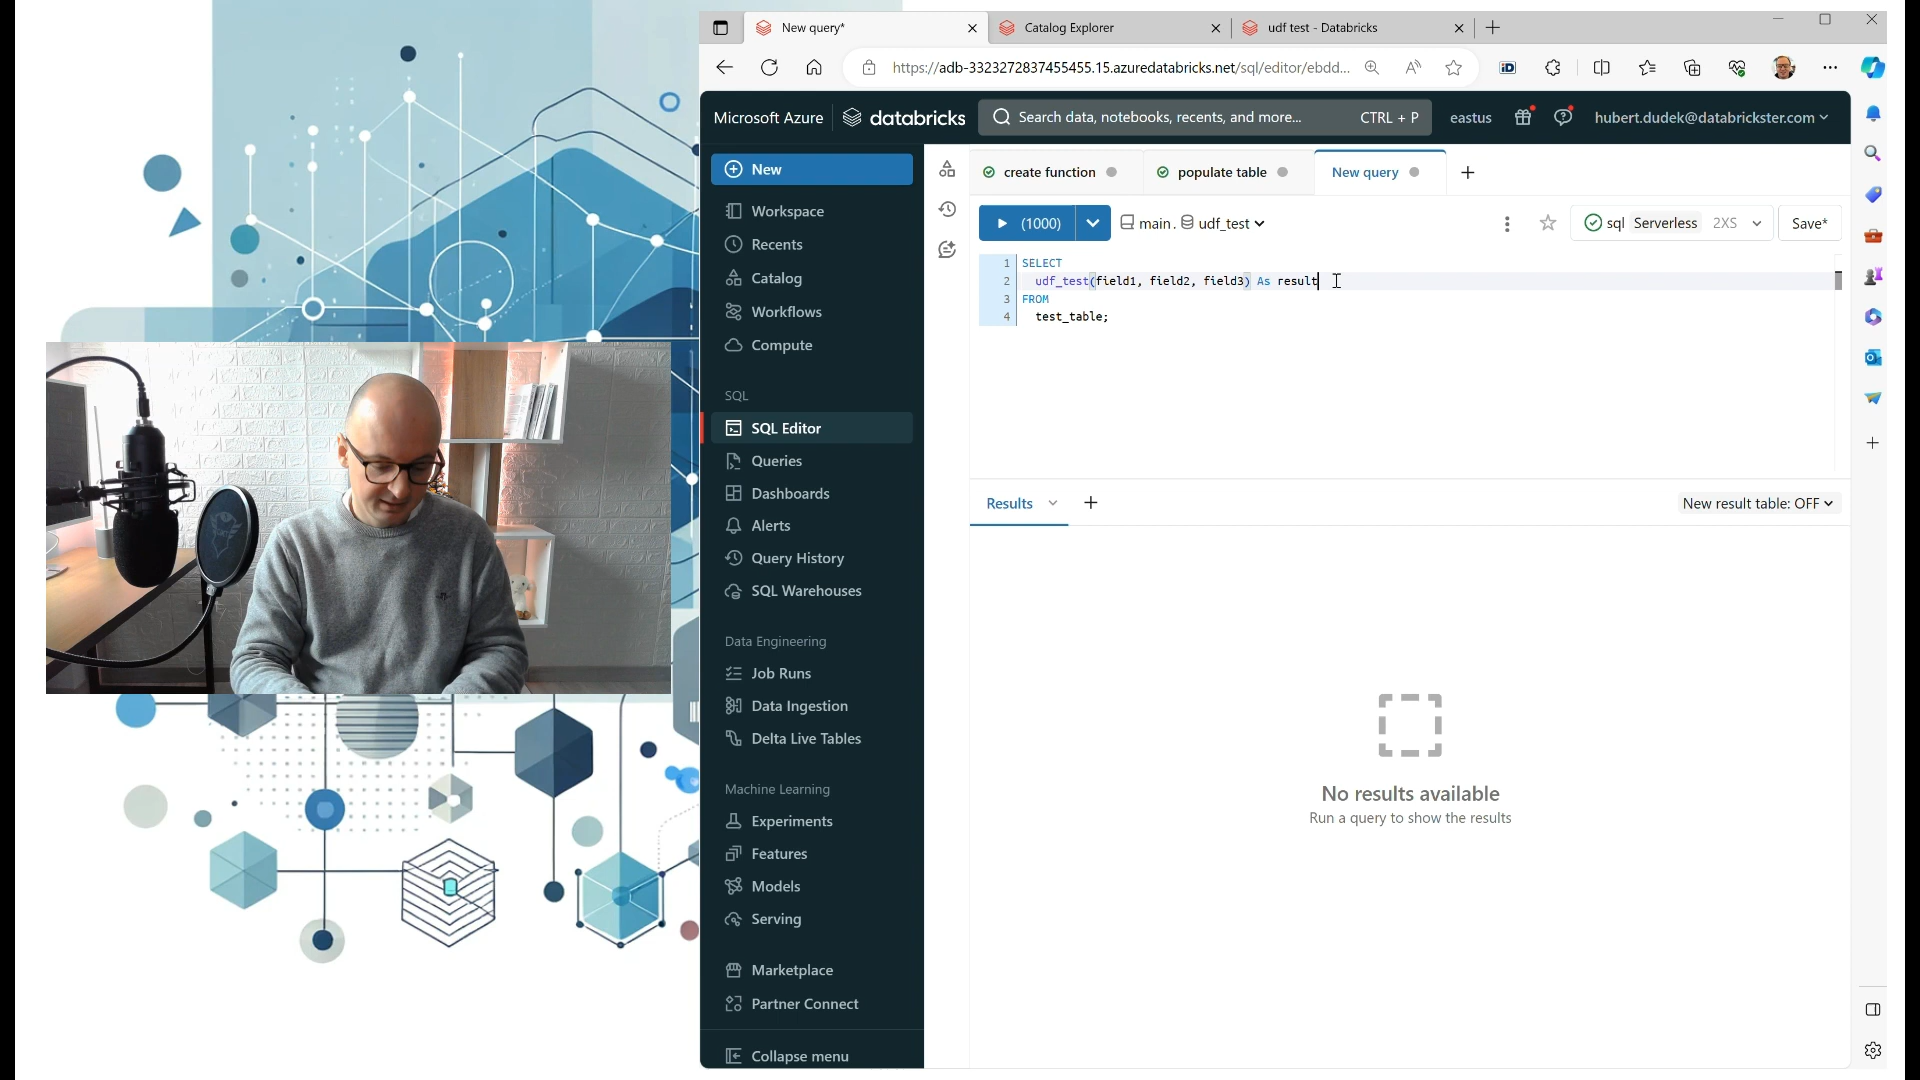 New query*
Catalog Explorer
udf test - Databricks
https://adb-3323272837455455.15.azuredatabricks.net/sql/editor/ebdd...
Microsoft Azure
databricks
Search data, notebooks, recents, and more...
CTRL + P
eastus
hubert.dudek@databrickster.com
New
Workspace
Recents
Catalog
Workflows
Compute
SQL
SQL Editor
Queries
Dashboards
Alerts
Query History
SQL Warehouses
Data Engineering
Job Runs
Data Ingestion
Delta Live Tables
Machine Learning
Experiments
Features
Models
Serving
Marketplace
Partner Connect
Collapse menu
create function
populate table
New query
(1000)
main. udf_test
sql Serverless 2XS
Save*
1 SELECT
2 udf_test(field1, field2, field3) As result
3 FROM
4 test_table;
Results
New result table: OFF
No results available
Run a query to show the results